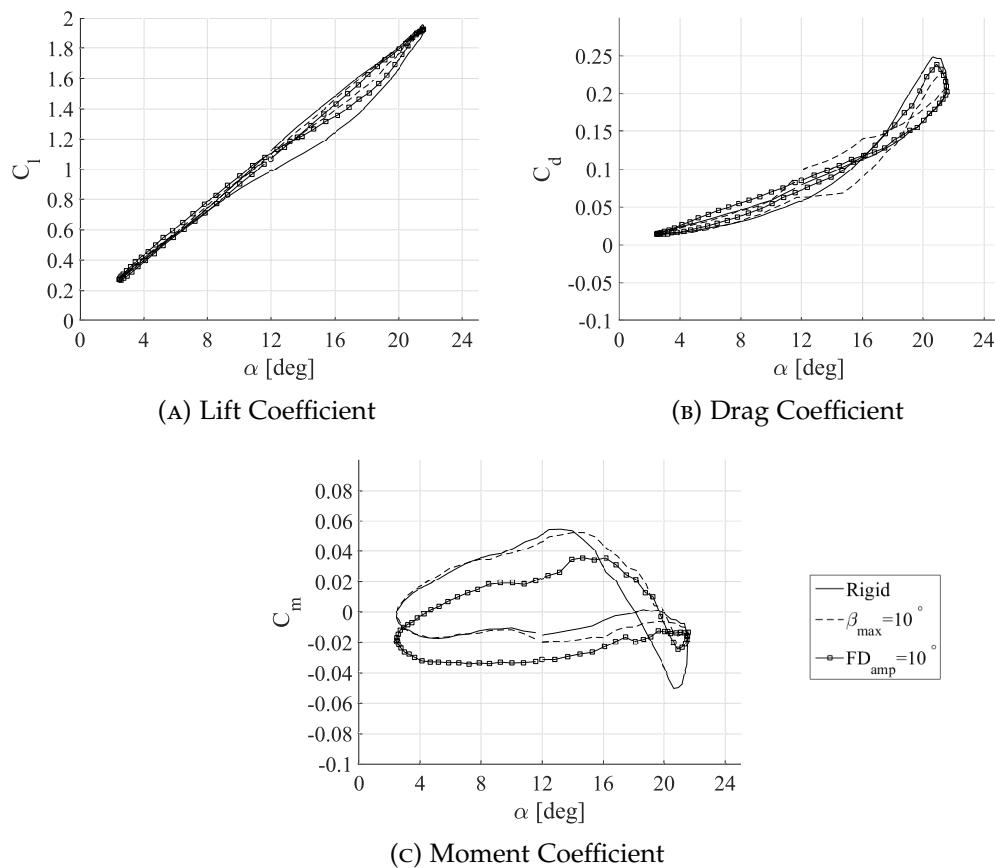 2
1.8
1.6
1.4
1.2
1
0.8
0.6
0.4
0.2
0
C_l
0 4 8 12 16 20 24
α [deg]
(A) Lift Coefficient
0.25
0.2
0.15
0.1
0.05
0
-0.05
-0.1
C_d
0 4 8 12 16 20 24
α [deg]
(B) Drag Coefficient
0.08
0.06
0.04
0.02
0
-0.02
-0.04
-0.06
-0.08
-0.1
C_m
0 4 8 12 16 20 24
α [deg]
(C) Moment Coefficient
Rigid
β_max=10°
FD_amp=10°